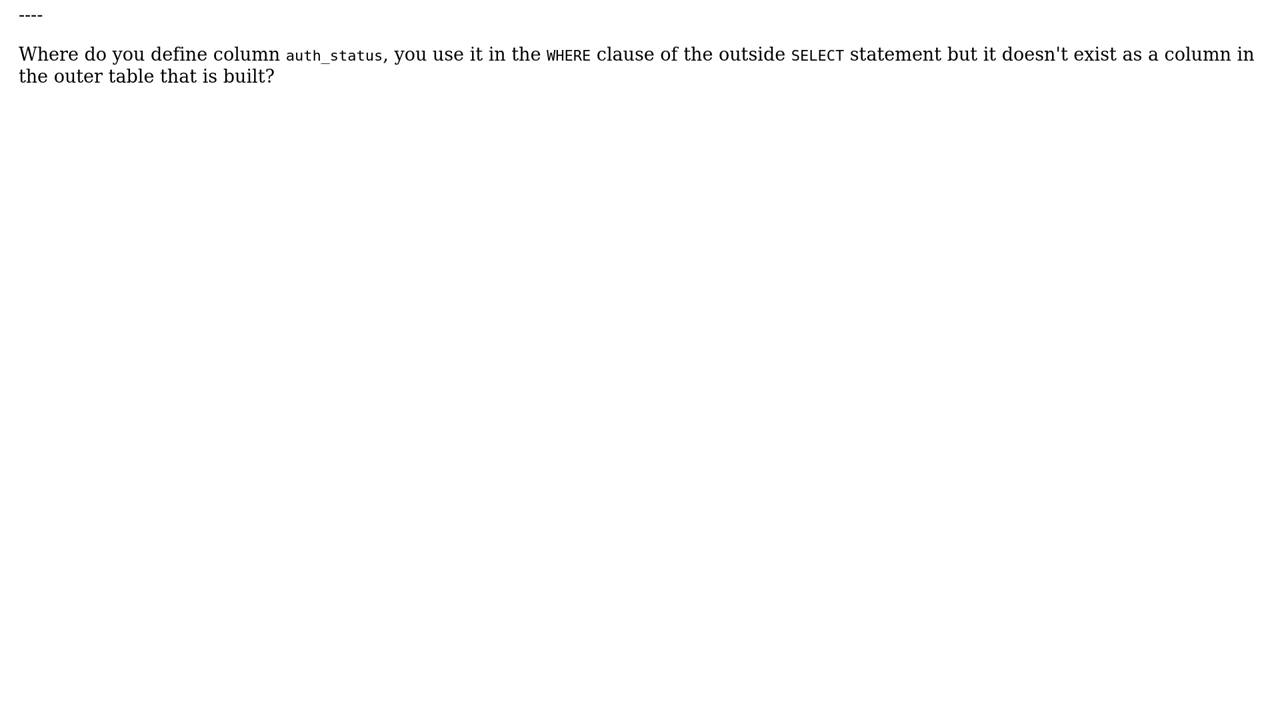 ----
Where do you define column auth_status, you use it in the WHERE clause of the outside SELECT statement but it doesn't exist as a column in
the outer table that is built?